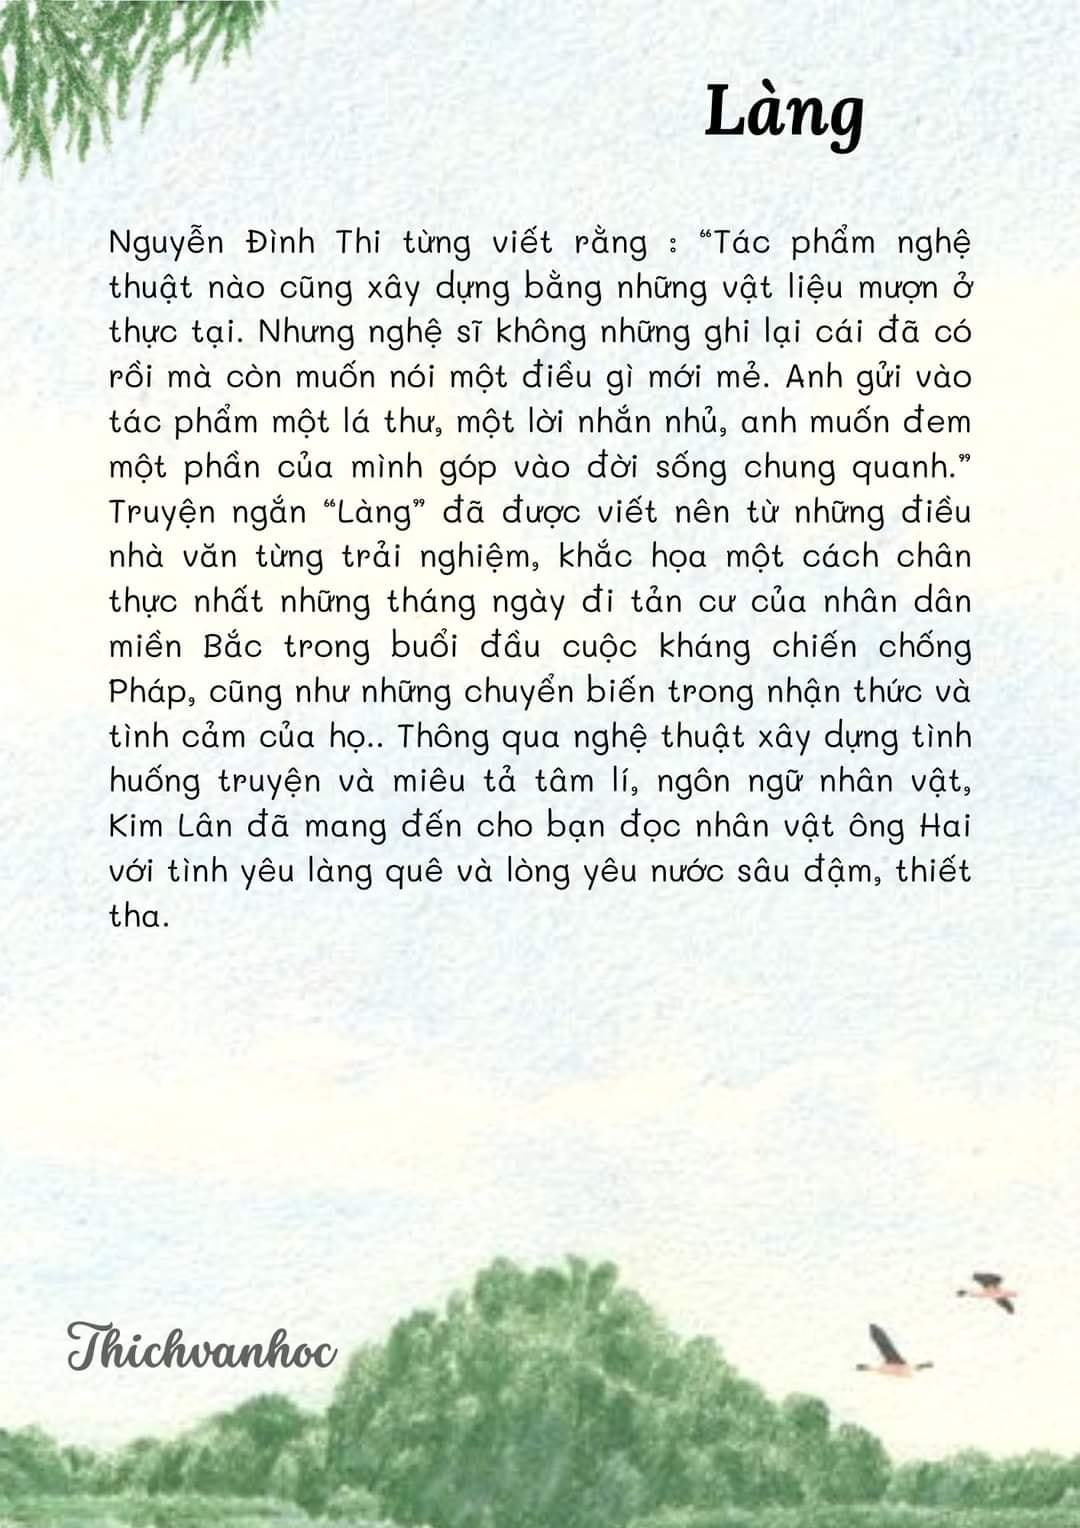 Làng
Nguyễn Đình Thi từng viết rằng : “Tác phẩm nghệ
thuật nào cũng xây dựng bằng những vật liệu mượn ở
thực tại. Nhưng nghệ sĩ không những ghi lại cái đã có
rồi mà còn muốn nói một điều gì mới mẻ. Anh gửi vào
tác phẩm một lá thư, một lời nhắn nhủ, anh muốn đem
một phần của mình góp vào đời sống chung quanh.”
Truyện ngắn “Làng” đã được viết nên từ những điều
nhà văn từng trải nghiệm, khắc họa một cách chân
thực nhất những tháng ngày đi tản cư của nhân dân
miền Bắc trong buổi đầu cuộc kháng chiến chống
Pháp, cũng như những chuyển biến trong nhận thức và
tình cảm của họ.. Thông qua nghệ thuật xây dựng tình
huống truyện và miêu tả tâm lí, ngôn ngữ nhân vật,
Kim Lân đã mang đến cho bạn đọc nhân vật ông Hai
với tình yêu làng quê và lòng yêu nước sâu đậm, thiết
tha.
Thichvanhoc